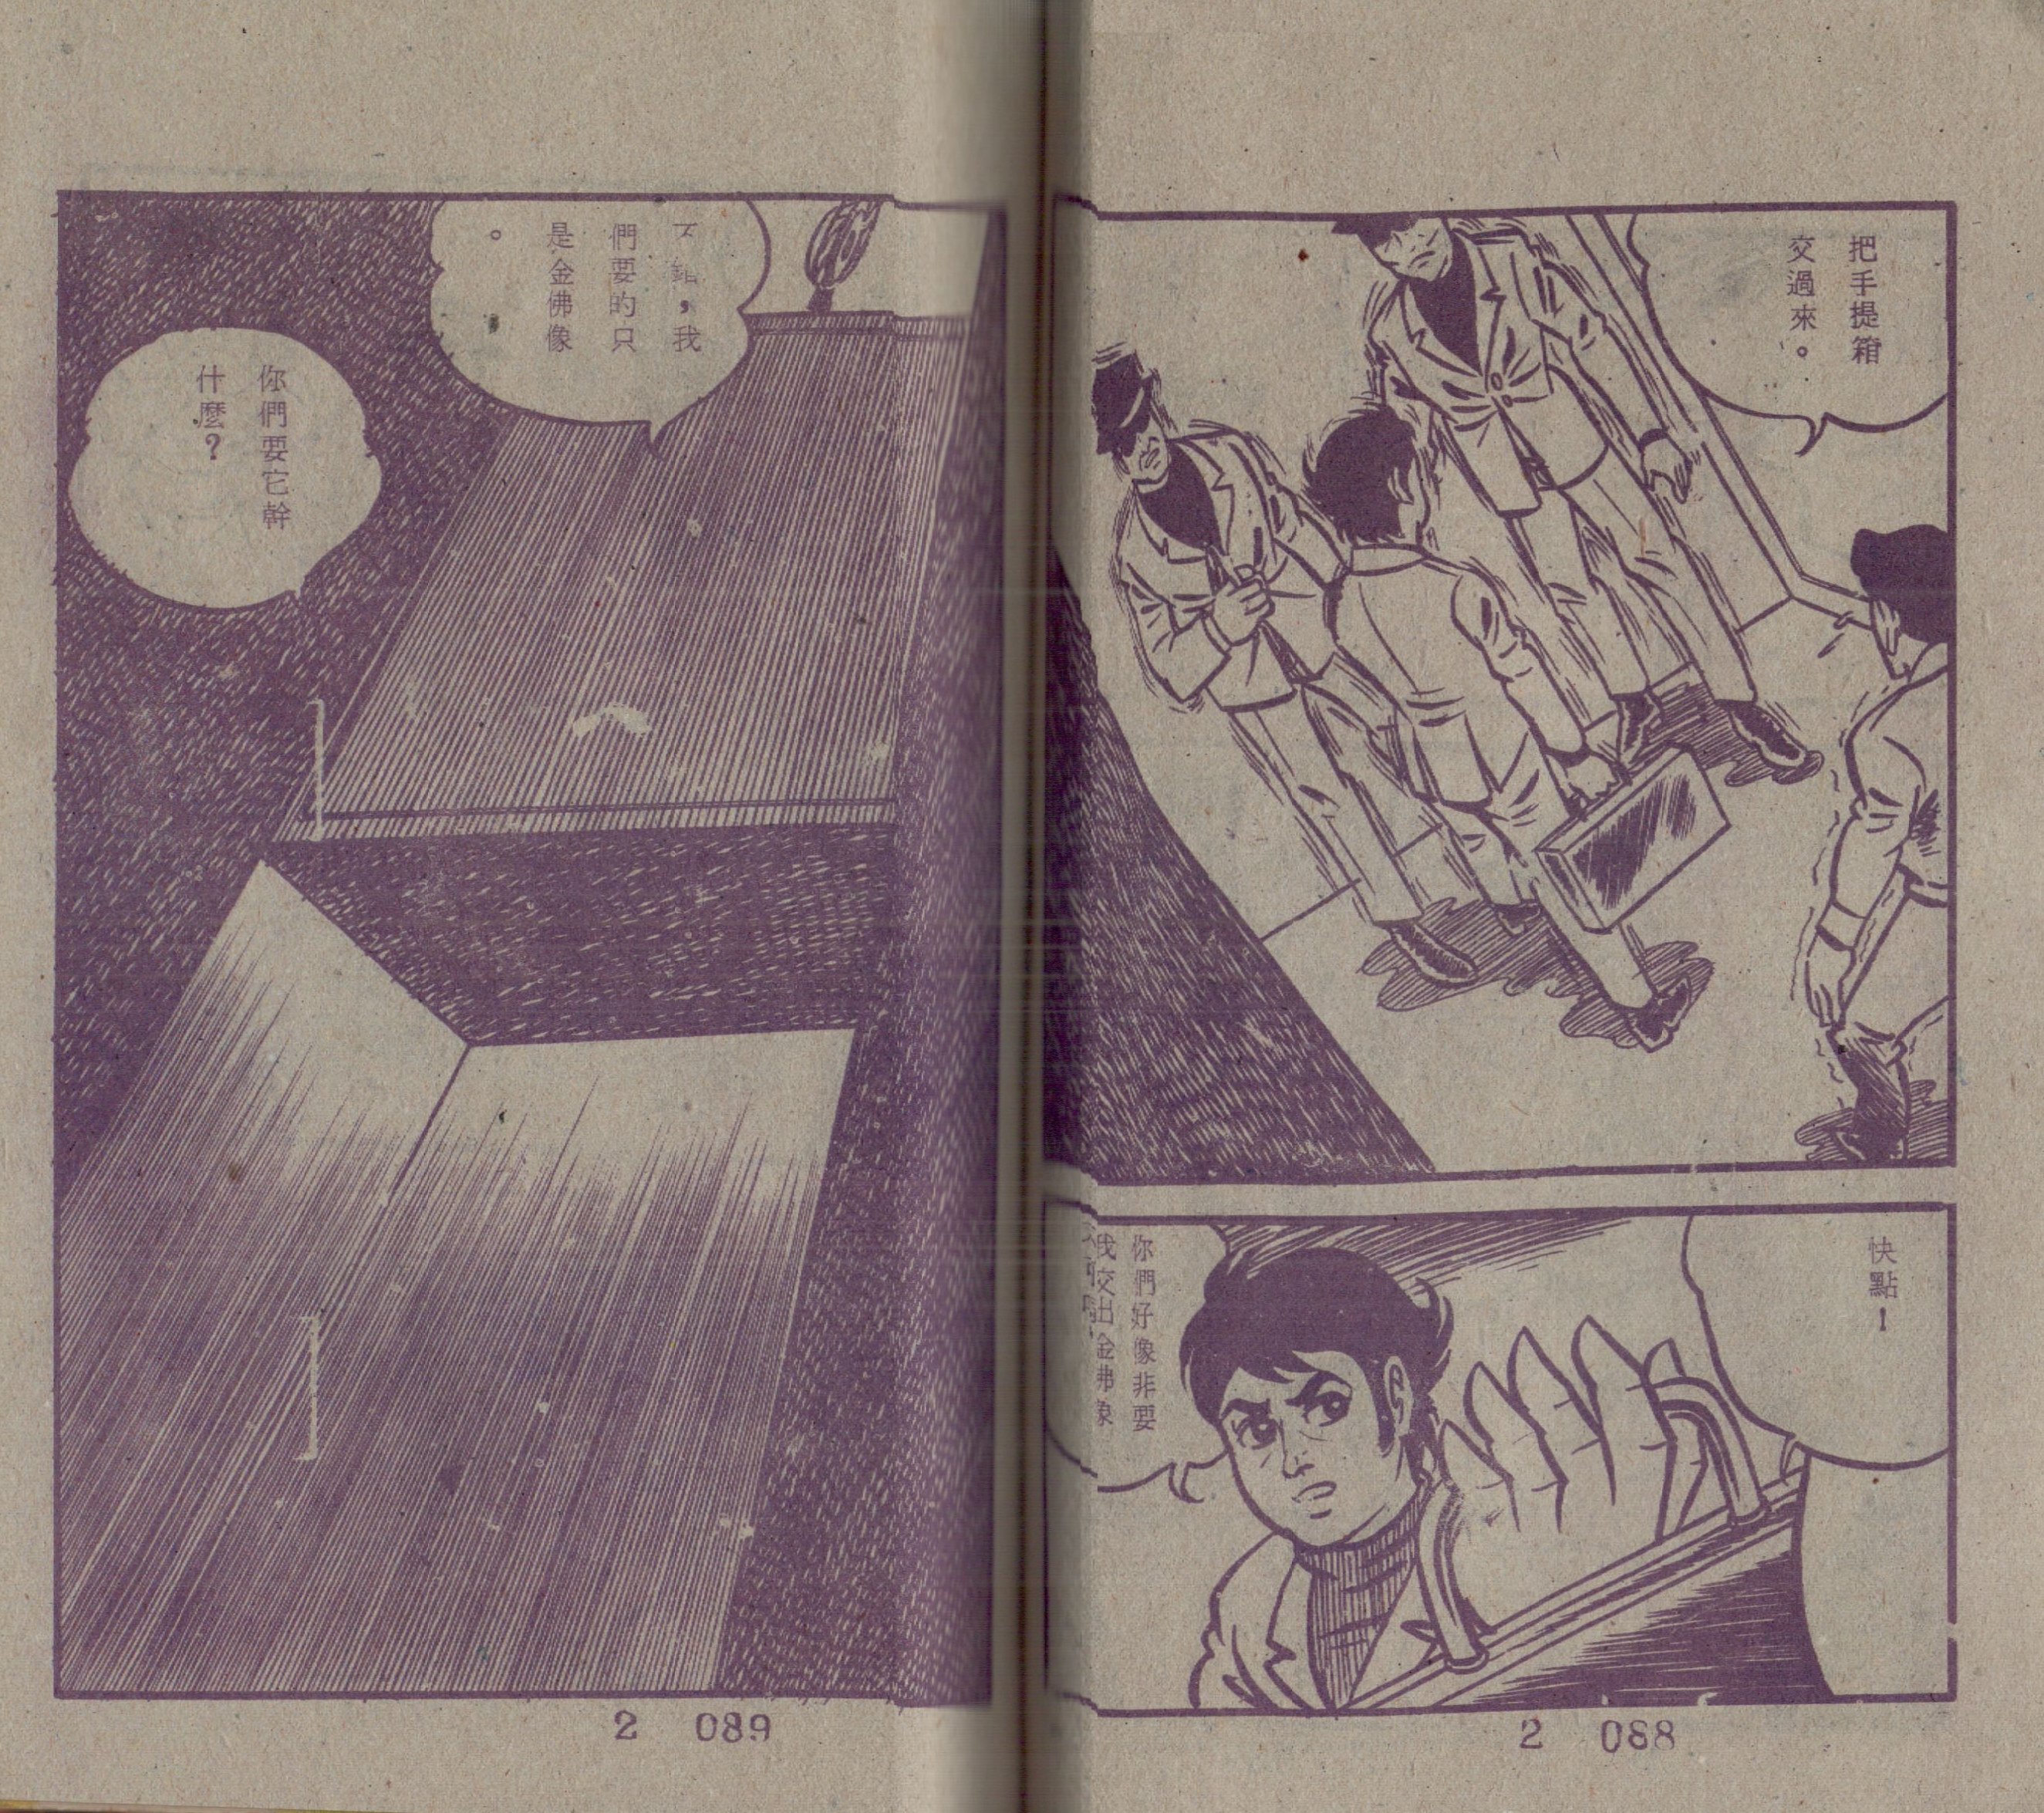 把手提箱
交過來。
快點！
你們好像非要
我交出金佛像
2 088
不錯，我
們要的只
是金佛像
。
你們要它幹
什麼？
2 089